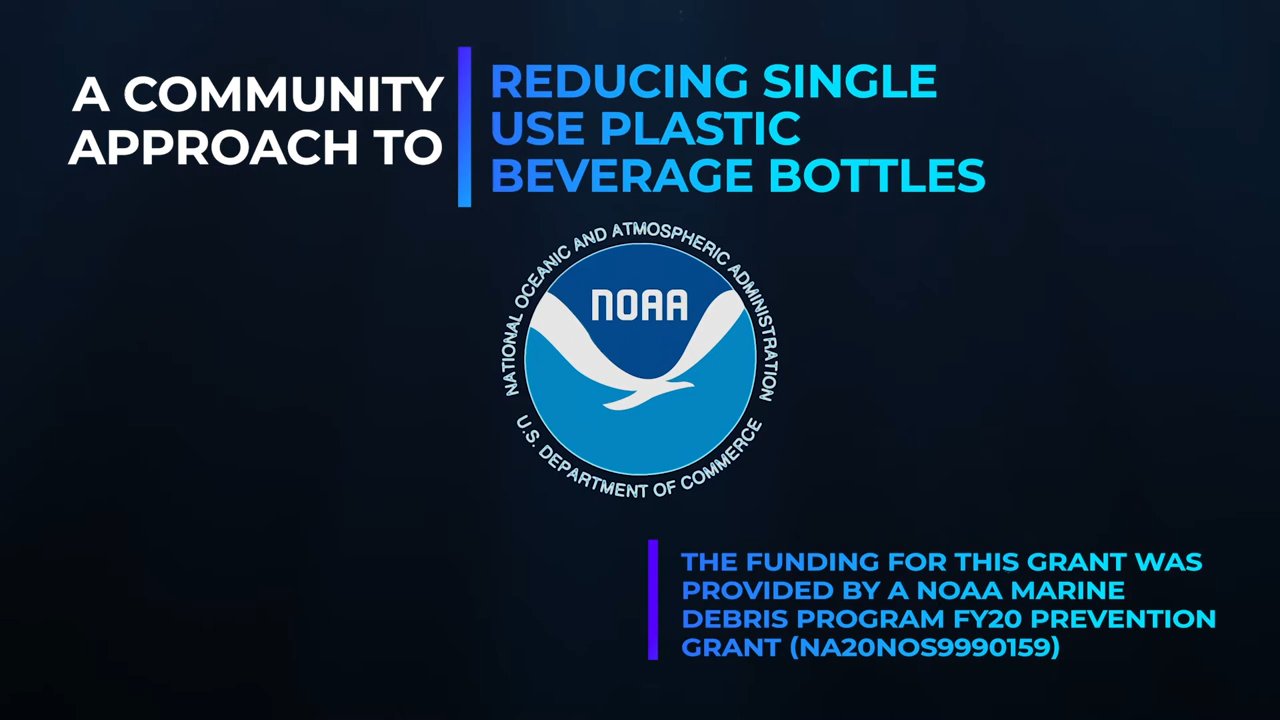 A COMMUNITY
APPROACH TO
REDUCING SINGLE
USE PLASTIC
BEVERAGE BOTTLES
NATIONAL OCEANIC AND ATMOSPHERIC ADMINISTRATION
NOAA
U.S. DEPARTMENT OF COMMERCE
THE FUNDING FOR THIS GRANT WAS
PROVIDED BY A NOAA MARINE
DEBRIS PROGRAM FY20 PREVENTION
GRANT (NA20NOS9990159)